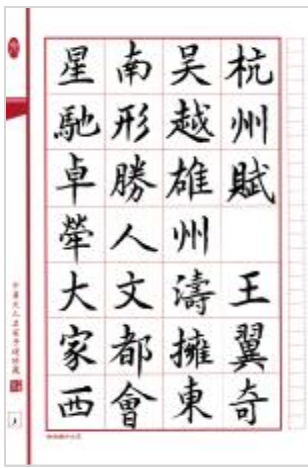 杭州賦 王翼奇
吴越雄州濤擁東
南形勝人文都會
星馳卓犖大家西